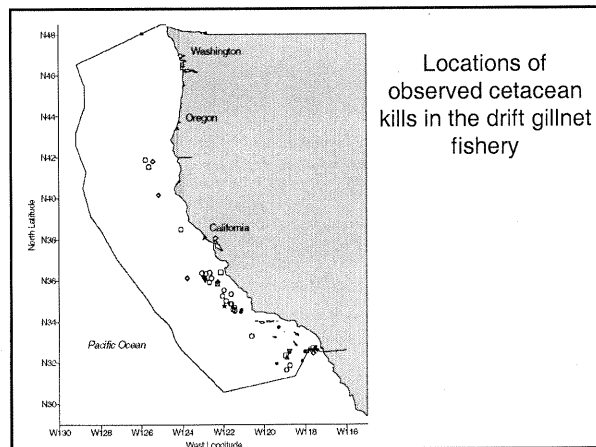 Locations of
observed cetacean
kills in the drift gillnet
fishery
N48
N46
N44
N42
N40
N38
N36
N34
N32
N30
North Latitude
Washington
Oregon
California
Pacific Ocean
W130 W128 W126 W124 W122 W120 W118 W116
West Longitude